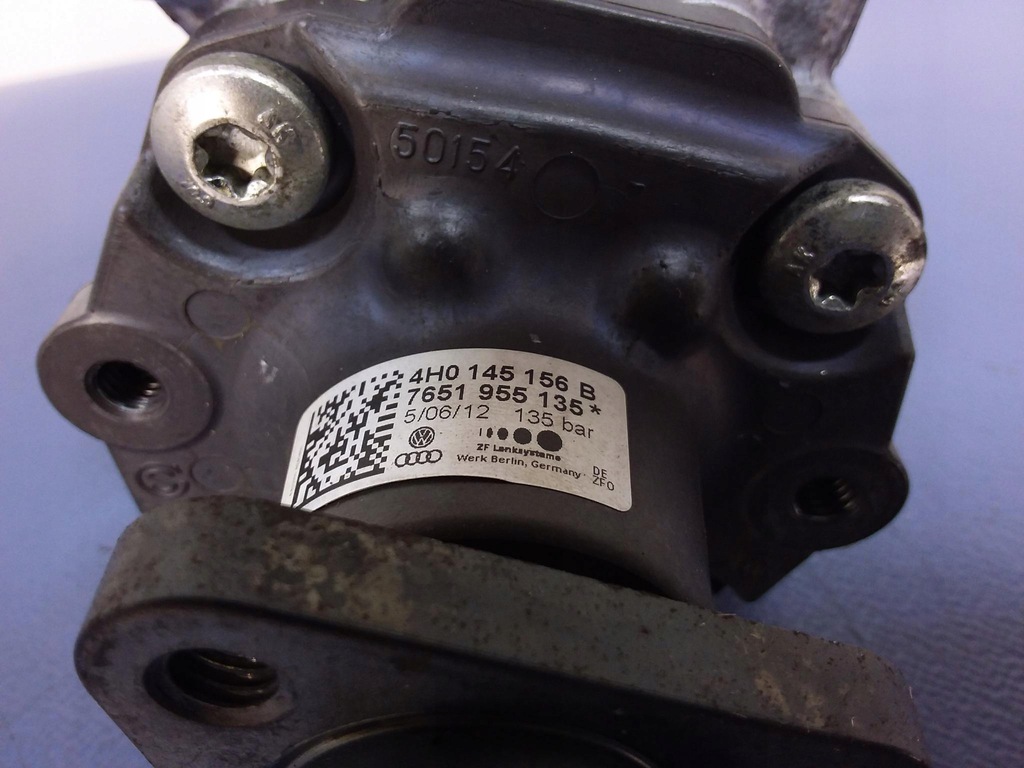 50154
4H0 145 156 B
7651 955 135*
5/06/12 135 bar
ZF Lenksysteme
Werk Berlin, Germany
DE
ZF0